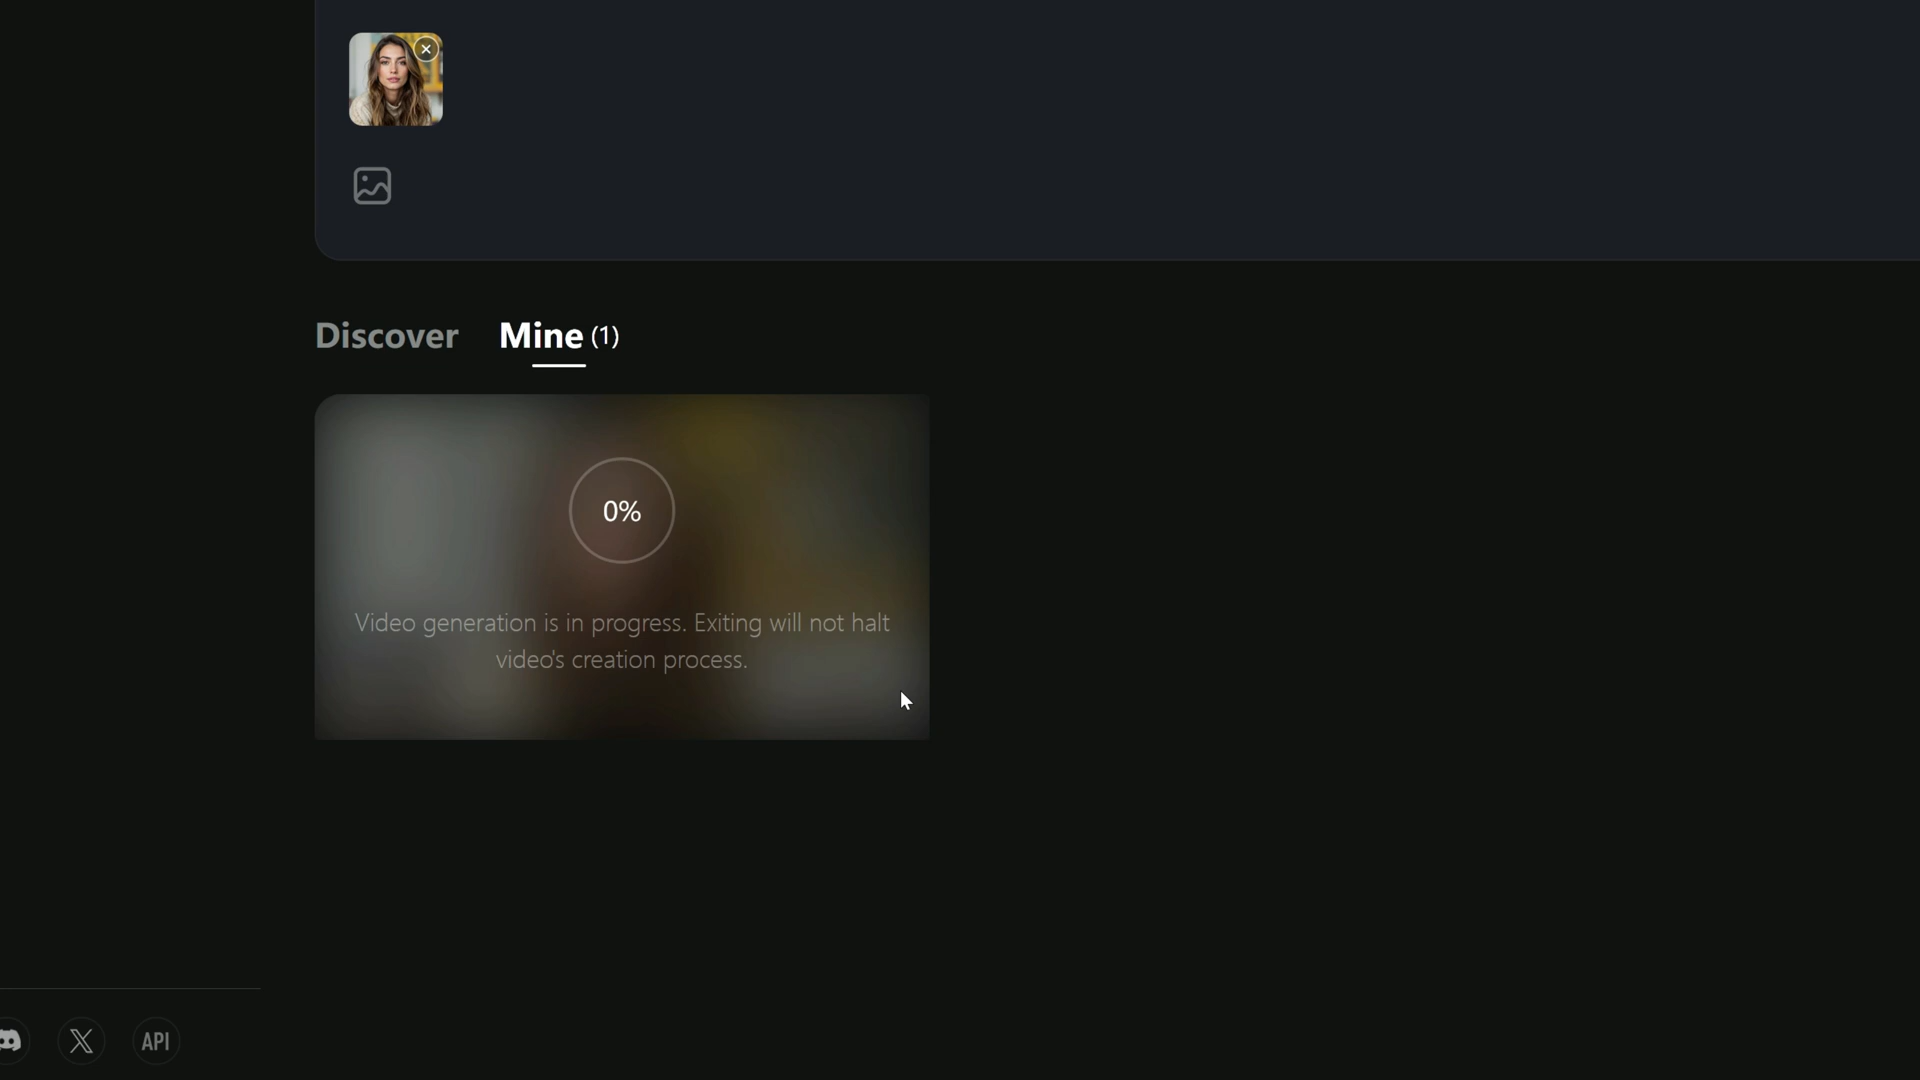 Discover Mine (1)
0%
Video generation is in progress. Exiting will not halt
video's creation process.
API